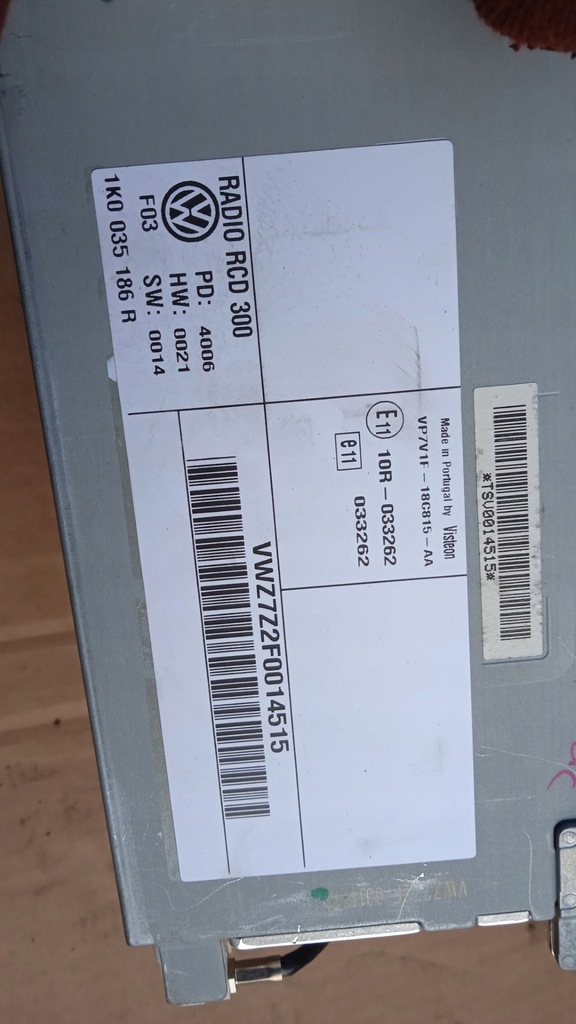 RADIO RCD 300
PD: 4006
HW: 0021
F03 SW: 0014
1K0 035 186 R
Made in Portugal by Visteon
VP7V1F-18C815-AA
E11 10R-033262
e11 033262
VWZ7Z2F0014515
*TSV0014515*